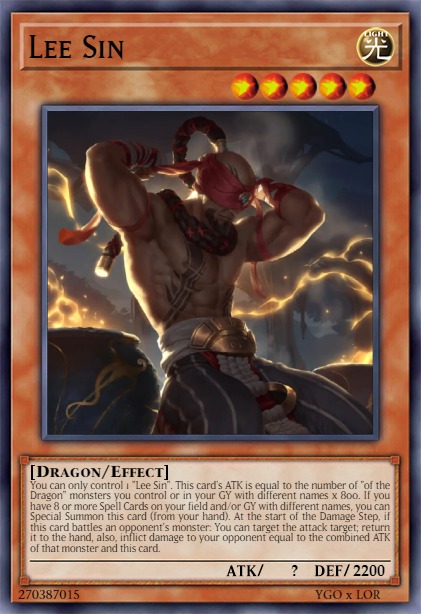 Lee Sin
LIGHT
光
[Dragon/Effect]
You can only control 1 "Lee Sin". This card's ATK is equal to the number of "of the
Dragon" monsters you control or in your GY with different names x 800. If you
have 8 or more Spell Cards on your field and/or GY with different names, you can
Special Summon this card (from your hand). At the start of the Damage Step, if
this card battles an opponent's monster: You can target the attack target; return
it to the hand, also, inflict damage to your opponent equal to the combined ATK
of that monster and this card.
ATK/ ? DEF/ 2200
270387015 YGO x LOR